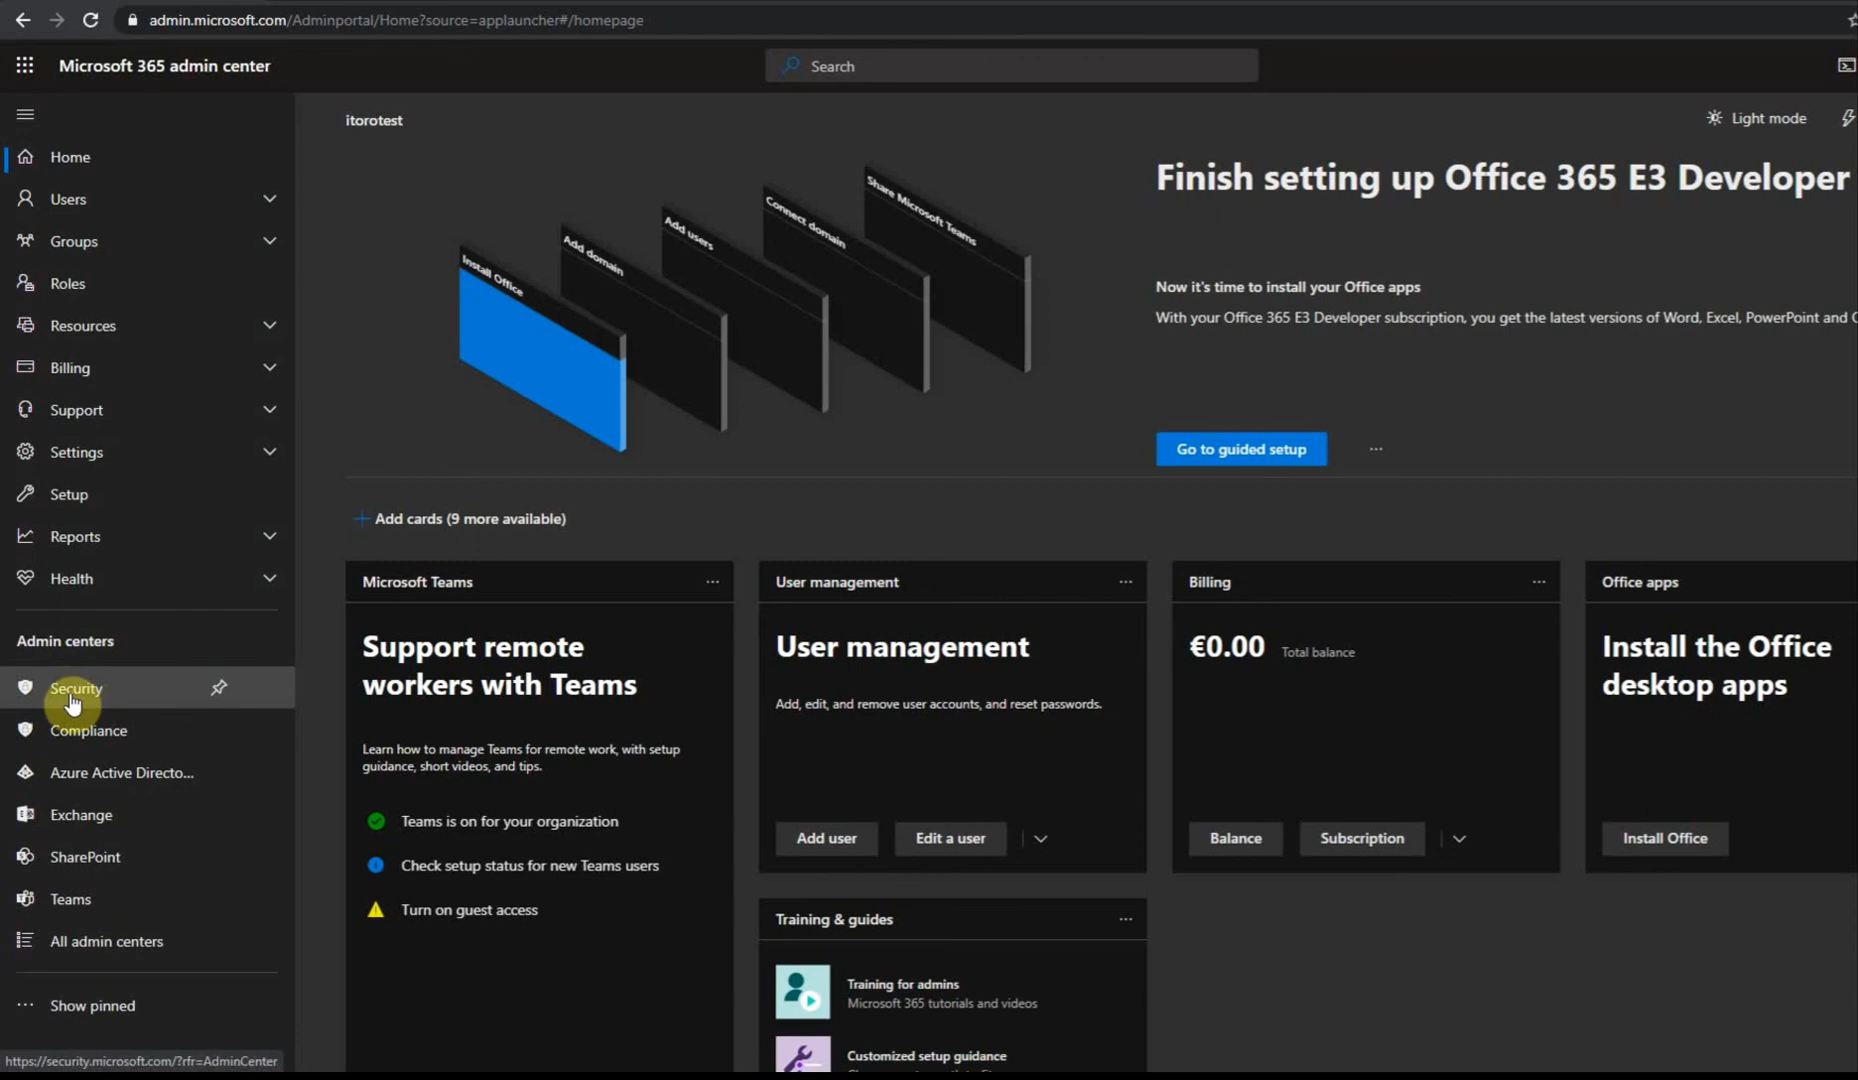 admin.microsoft.com/Adminportal/Home?source=applauncher#/homepage
Microsoft 365 admin center
Search
itorotest
Light mode
Home
Users
Groups
Roles
Resources
Billing
Support
Settings
Setup
Reports
Health
Admin centers
Security
Compliance
Azure Active Directo...
Exchange
SharePoint
Teams
All admin centers
Show pinned
https://security.microsoft.com/?rfr=AdminCenter
Install Office
Add domain
Add users
Connect domain
Share Microsoft Teams
Finish setting up Office 365 E3 Developer
Now it's time to install your Office apps
With your Office 365 E3 Developer subscription, you get the latest versions of Word, Excel, PowerPoint and
Go to guided setup
Add cards (9 more available)
Microsoft Teams
Support remote
workers with Teams
Learn how to manage Teams for remote work, with setup
guidance, short videos, and tips.
Teams is on for your organization
Check setup status for new Teams users
Turn on guest access
User management
User management
Add, edit, and remove user accounts, and reset passwords.
Add user
Edit a user
Training & guides
Training for admins
Microsoft 365 tutorials and videos
Customized setup guidance
Billing
€0.00 Total balance
Balance
Subscription
Office apps
Install the Office
desktop apps
Install Office